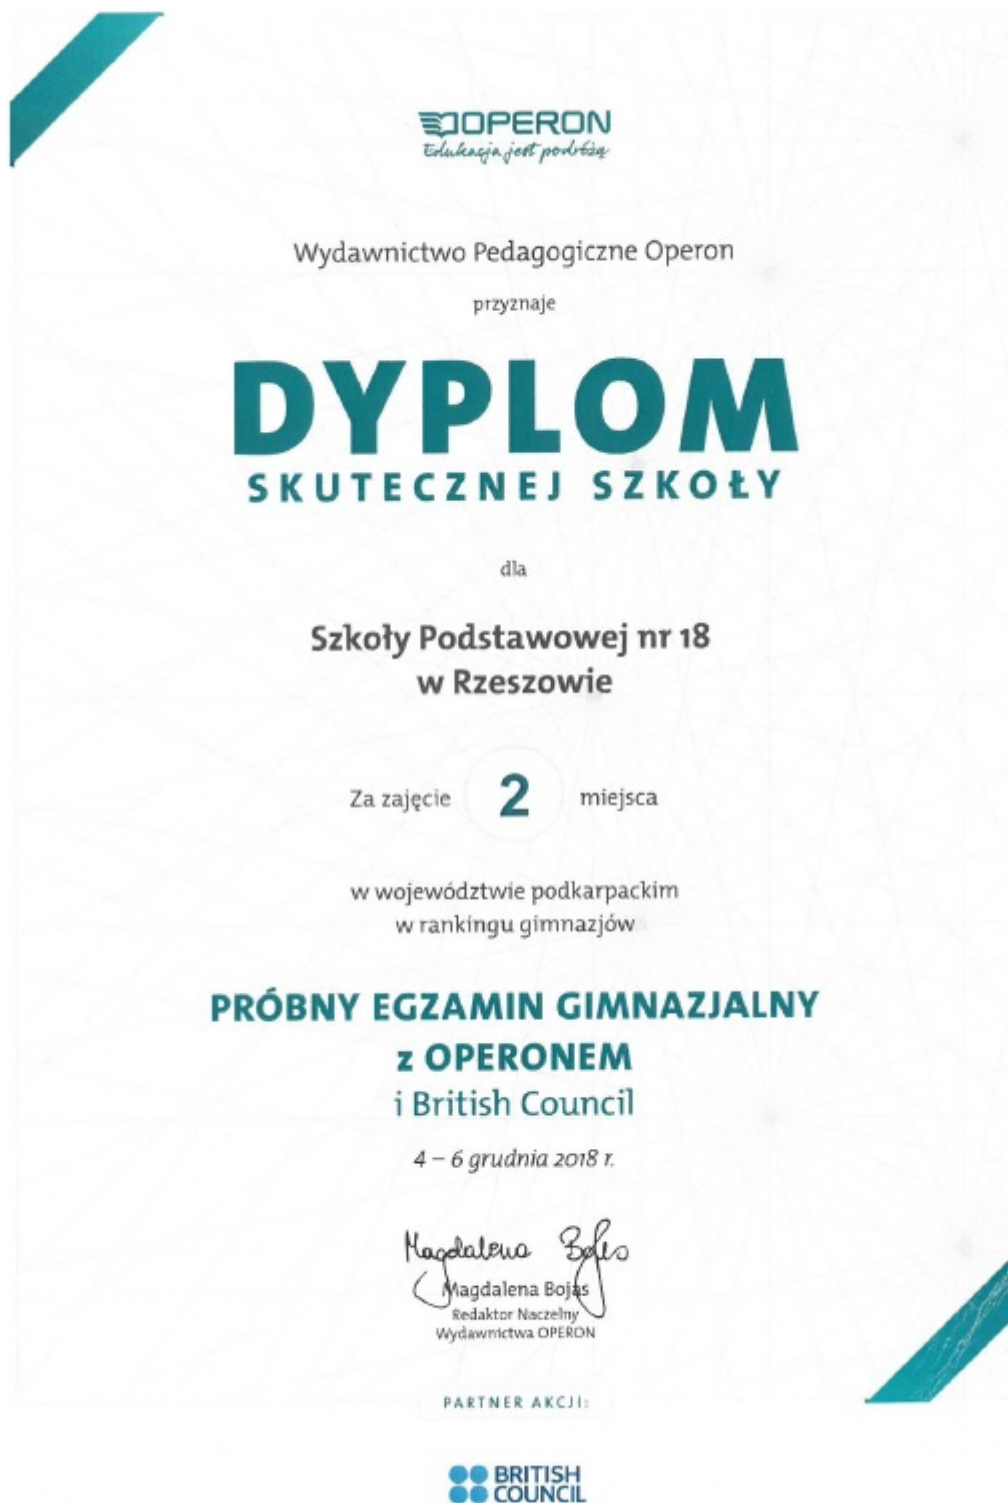 OPERON
Edukacja jest podróżą
Wydawnictwo Pedagogiczne Operon
przyznaje
DYPLOM
SKUTECZNEJ SZKOŁY
dla
Szkoły Podstawowej nr 18
w Rzeszowie
Za zajęcie 2 miejsca
w województwie podkarpackim
w rankingu gimnazjów
PRÓBNY EGZAMIN GIMNAZJALNY
z OPERONEM
i British Council
4 – 6 grudnia 2018 r.
Magdalena Bojas
Magdalena Bojas
Redaktor Naczelny
Wydawnictwa OPERON
PARTNER AKCJI:
BRITISH
COUNCIL